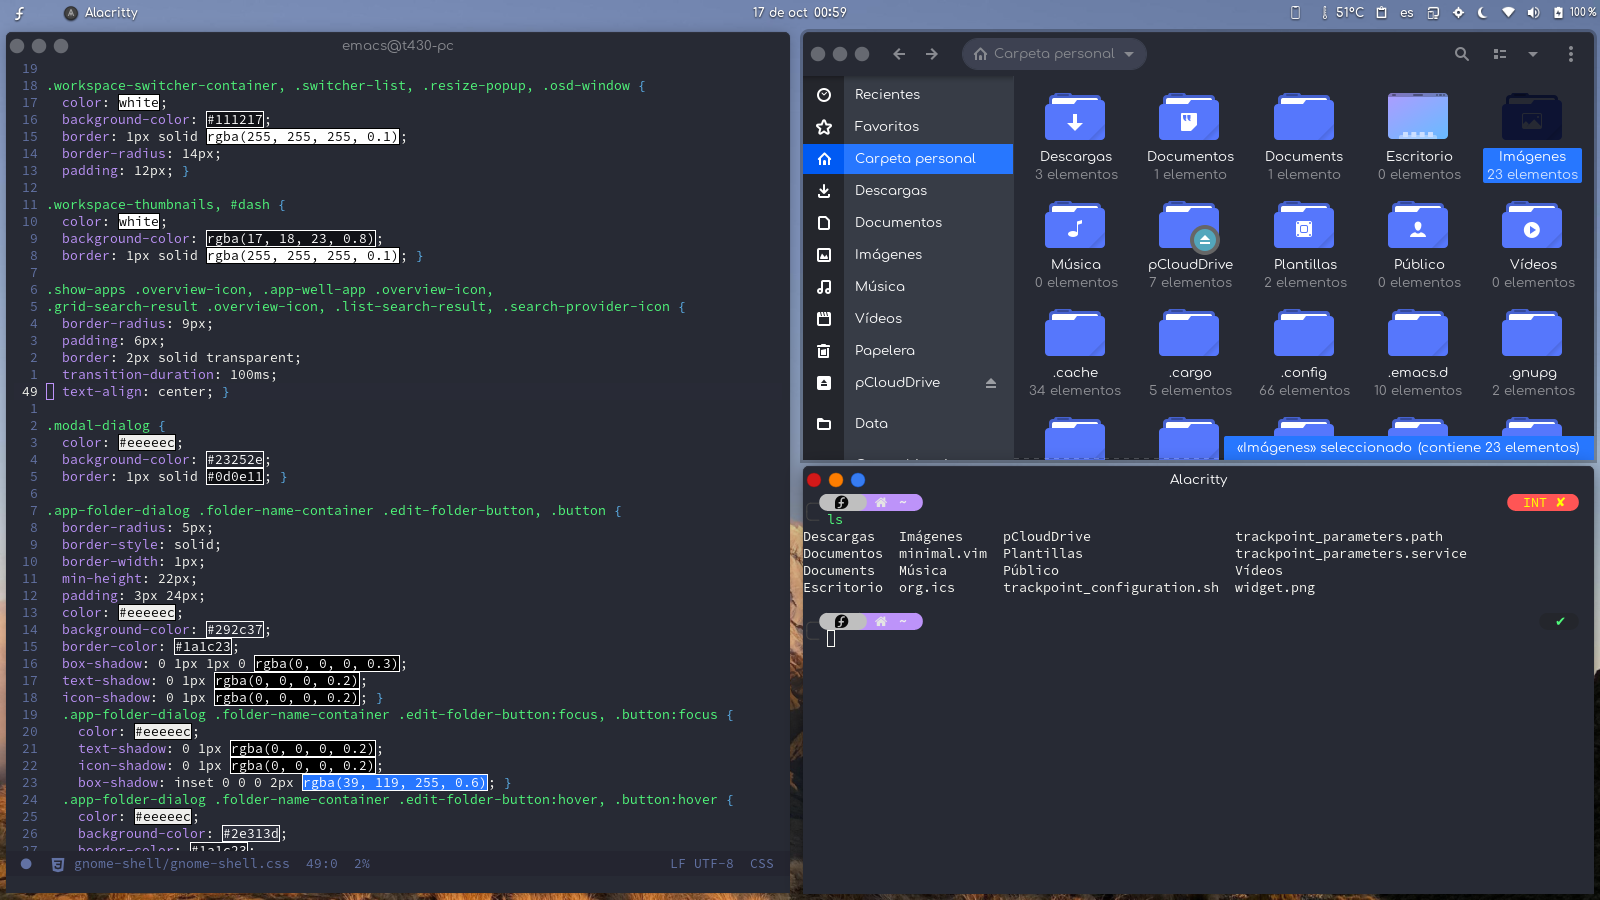 Alacritty
17 de oct 00:59
51°C
es
100 %
emacs@t430-pc
19
18 .workspace-switcher-container, .switcher-list, .resize-popup, .osd-window {
17 color: white;
16 background-color: #111217;
15 border: 1px solid rgba(255, 255, 255, 0.1);
14 border-radius: 14px;
13 padding: 12px; }
12
11 .workspace-thumbnails, #dash {
10 color: white;
9 background-color: rgba(17, 18, 23, 0.8);
8 border: 1px solid rgba(255, 255, 255, 0.1); }
7
6 .show-apps .overview-icon, .app-well-app .overview-icon,
5 .grid-search-result .overview-icon, .list-search-result, .search-provider-icon {
4 border-radius: 9px;
3 padding: 6px;
2 border: 2px solid transparent;
1 transition-duration: 100ms;
49 text-align: center; }
1
2 .modal-dialog {
3 color: #eeeeec;
4 background-color: #23252e;
5 border: 1px solid #0d0e11; }
6
7 .app-folder-dialog .folder-name-container .edit-folder-button, .button {
8 border-radius: 5px;
9 border-style: solid;
10 border-width: 1px;
11 min-height: 22px;
12 padding: 3px 24px;
13 color: #eeeeec;
14 background-color: #292c37;
15 border-color: #1a1c23;
16 box-shadow: 0 1px 1px 0 rgba(0, 0, 0, 0.3);
17 text-shadow: 0 1px rgba(0, 0, 0, 0.2);
18 icon-shadow: 0 1px rgba(0, 0, 0, 0.2); }
19 .app-folder-dialog .folder-name-container .edit-folder-button:focus, .button:focus {
20 color: #eeeeec;
21 text-shadow: 0 1px rgba(0, 0, 0, 0.2);
22 icon-shadow: 0 1px rgba(0, 0, 0, 0.2);
23 box-shadow: inset 0 0 0 2px rgba(39, 119, 255, 0.6); }
24 .app-folder-dialog .folder-name-container .edit-folder-button:hover, .button:hover {
25 color: #eeeeec;
26 background-color: #2e313d;
27 border-color: #1a1c23;
gnome-shell/gnome-shell.css 49:0 2% LF UTF-8 CSS
Carpeta personal
Recientes
Favoritos
Carpeta personal
Descargas
Documentos
Imágenes
Música
Vídeos
Papelera
pCloudDrive
Data
Descargas Documentos Documents Escritorio Imágenes
3 elementos 1 elemento 1 elemento 0 elementos 23 elementos
Música pCloudDrive Plantillas Público Vídeos
0 elementos 7 elementos 2 elementos 0 elementos 0 elementos
.cache .cargo .config .emacs.d .gnupg
34 elementos 5 elementos 66 elementos 10 elementos 2 elementos
«Imágenes» seleccionado (contiene 23 elementos)
Alacritty
~ INT ✘
ls
Descargas Imágenes pCloudDrive trackpoint_parameters.path
Documentos minimal.vim Plantillas trackpoint_parameters.service
Documents Música Público Vídeos
Escritorio org.ics trackpoint_configuration.sh widget.png
~ ✔